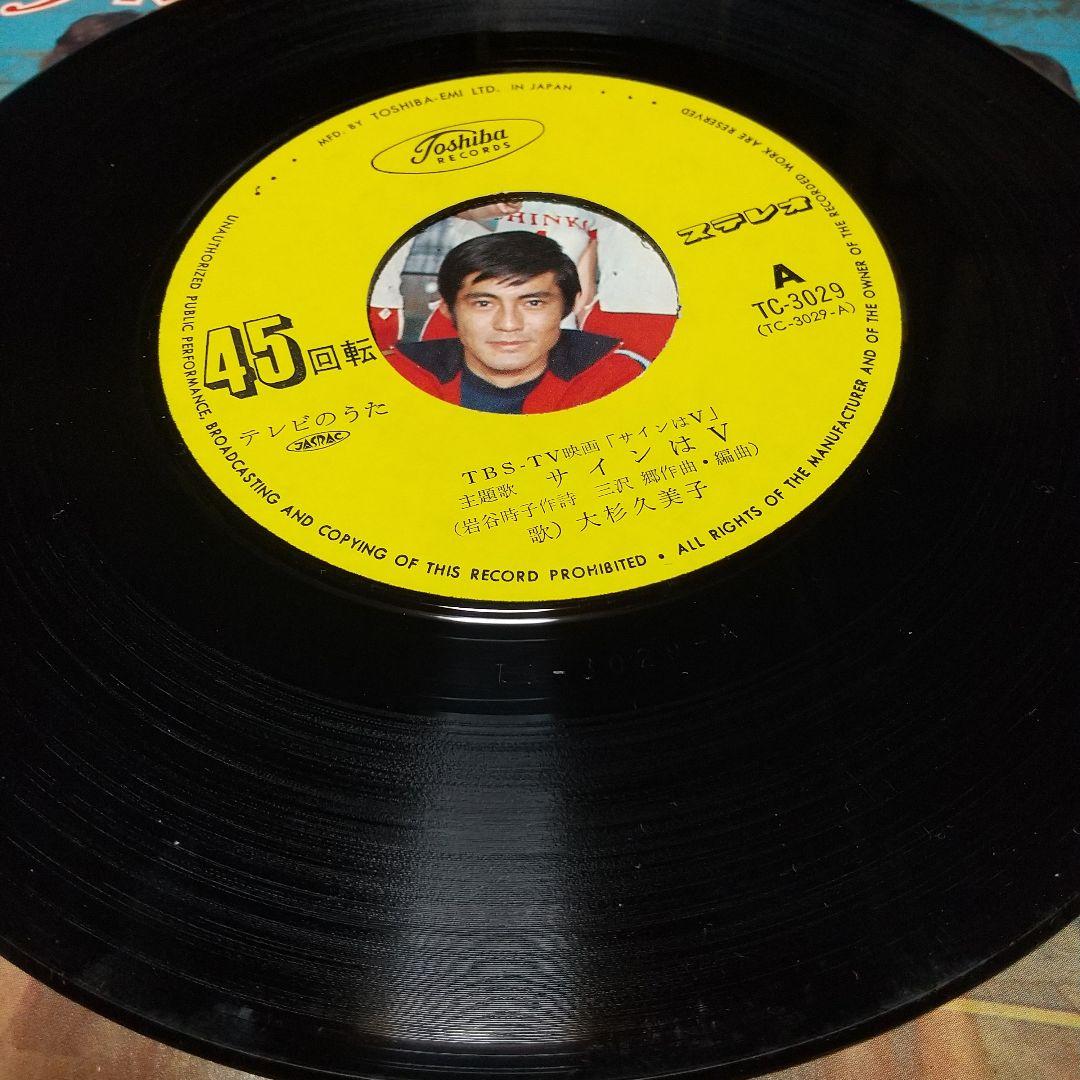 MFD. BY TOSHIBA-EMI LTD. IN JAPAN
Toshiba
RECORDS
ステレオ
A
TC-3029
(TC-3029-A)
45回転
テレビのうた
JASRAC
HINK
TBS-TV映画「サインはV」
主題歌 サインはV
(岩谷時子作詩 三沢 郷作曲・編曲)
歌)大杉久美子
UNAUTHORIZED PUBLIC PERFORMANCE, BROADCASTING AND COPYING OF THIS RECORD PROHIBITED • ALL RIGHTS OF THE MANUFACTURER AND OF THE OWNER OF THE RECORDED WORK ARE RESERVED